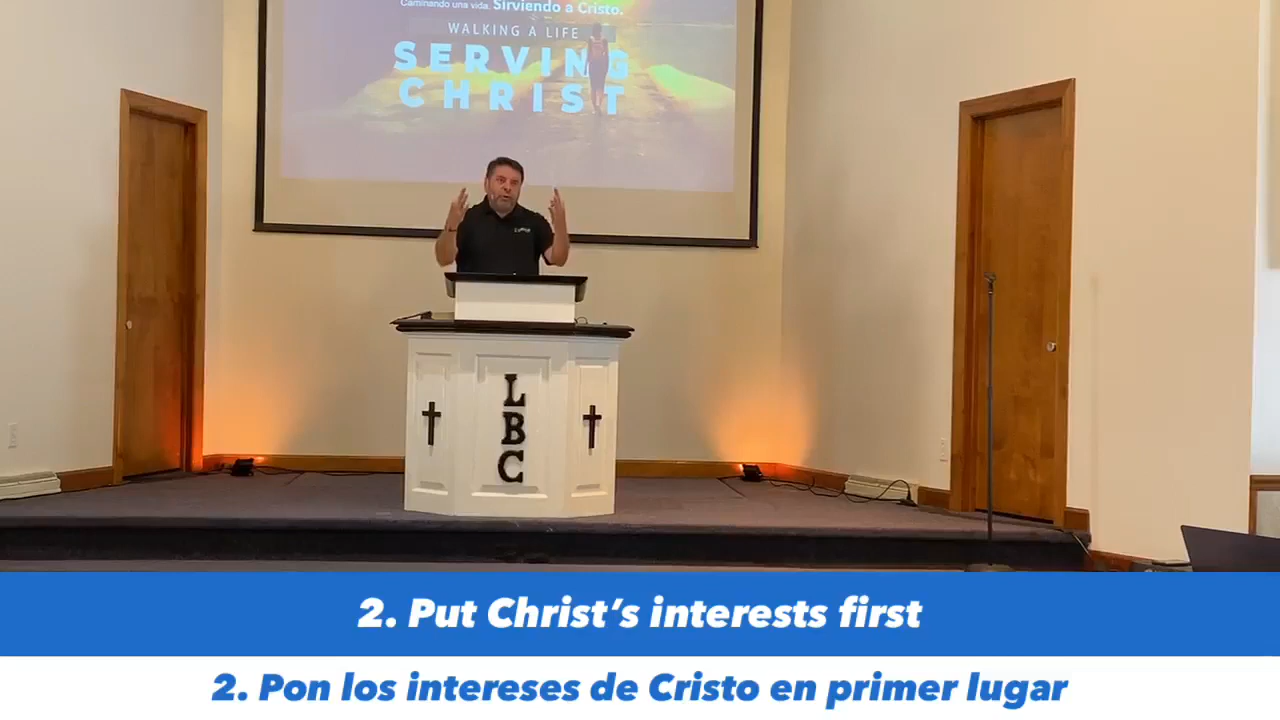 Caminando una vida. Sirviendo a Cristo.
WALKING A LIFE
SERVING
CHRIST
L
B
C
2. Put Christ's interests first
2. Pon los intereses de Cristo en primer lugar